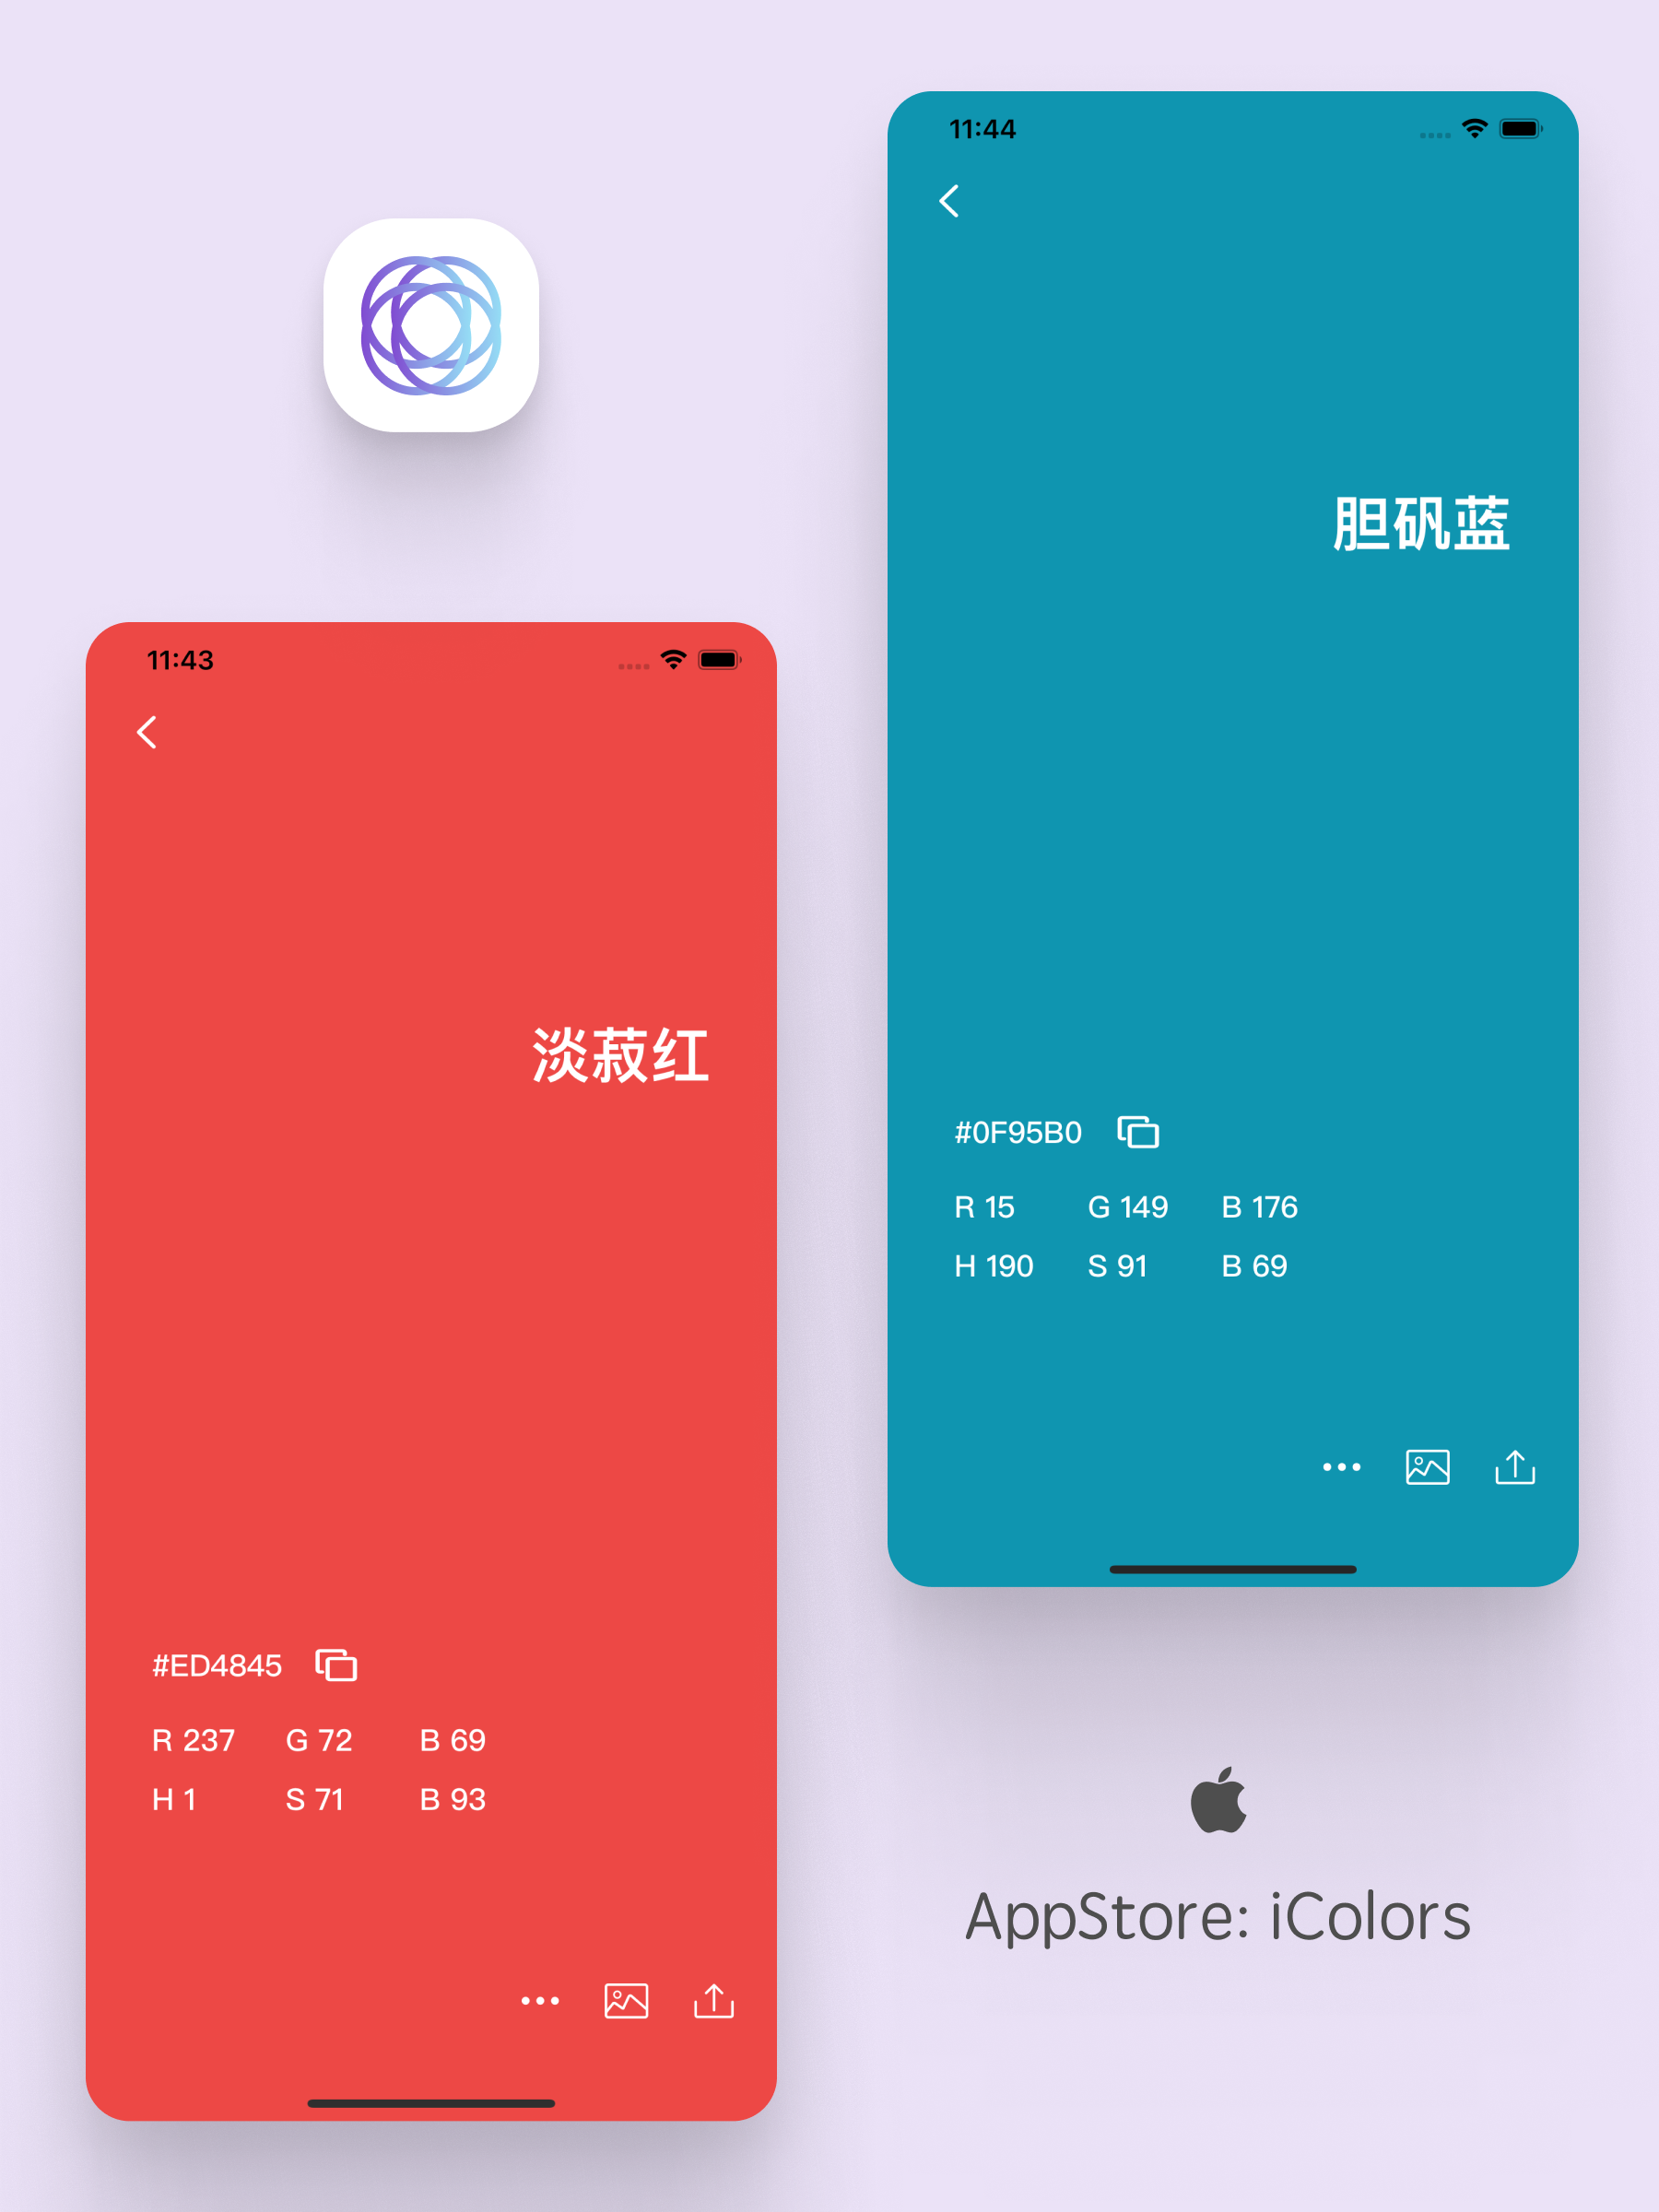 11:43
淡菽红
#ED4845
R 237 G 72 B 69
H 1 S 71 B 93
11:44
胆矾蓝
#0F95B0
R 15 G 149 B 176
H 190 S 91 B 69
AppStore: iColors